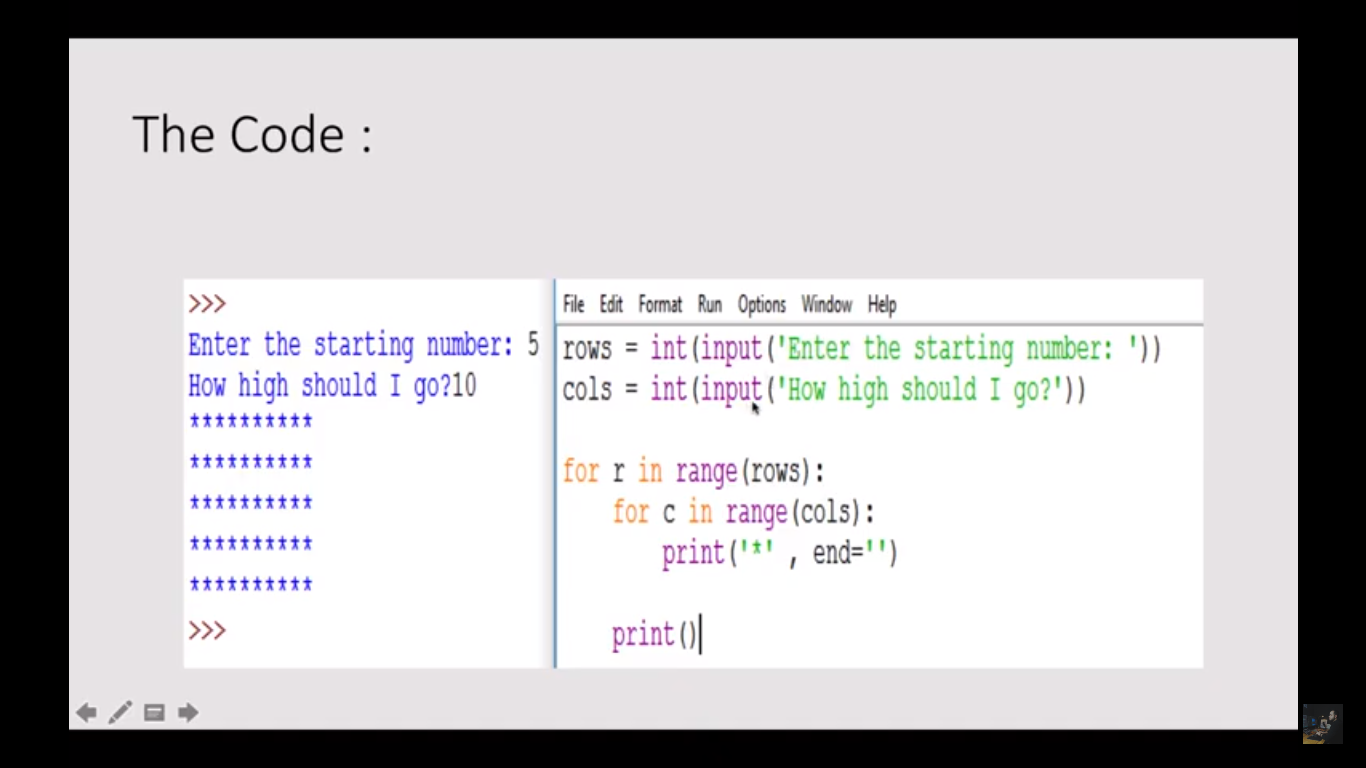 The Code :
>>>
Enter the starting number: 5
How high should I go?10
**********
**********
**********
**********
**********
>>>
File Edit Format Run Options Window Help
rows = int(input('Enter the starting number: '))
cols = int(input('How high should I go?'))
for r in range(rows):
    for c in range(cols):
        print('*' , end='')
    print()